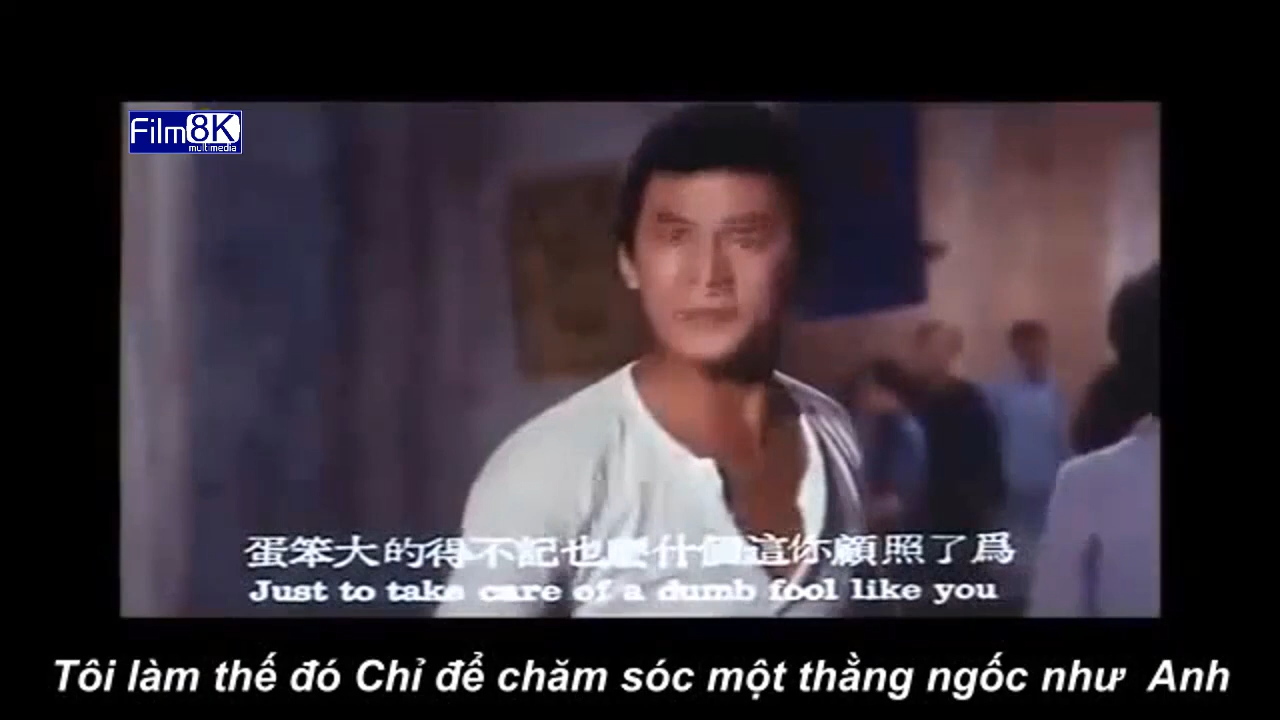 Film8K
multimedia
蛋笨大的得不記也麼什個這你顧照了爲
Just to take care of a dumb fool like you
Tôi làm thế đó Chỉ để chăm sóc một thằng ngốc như Anh